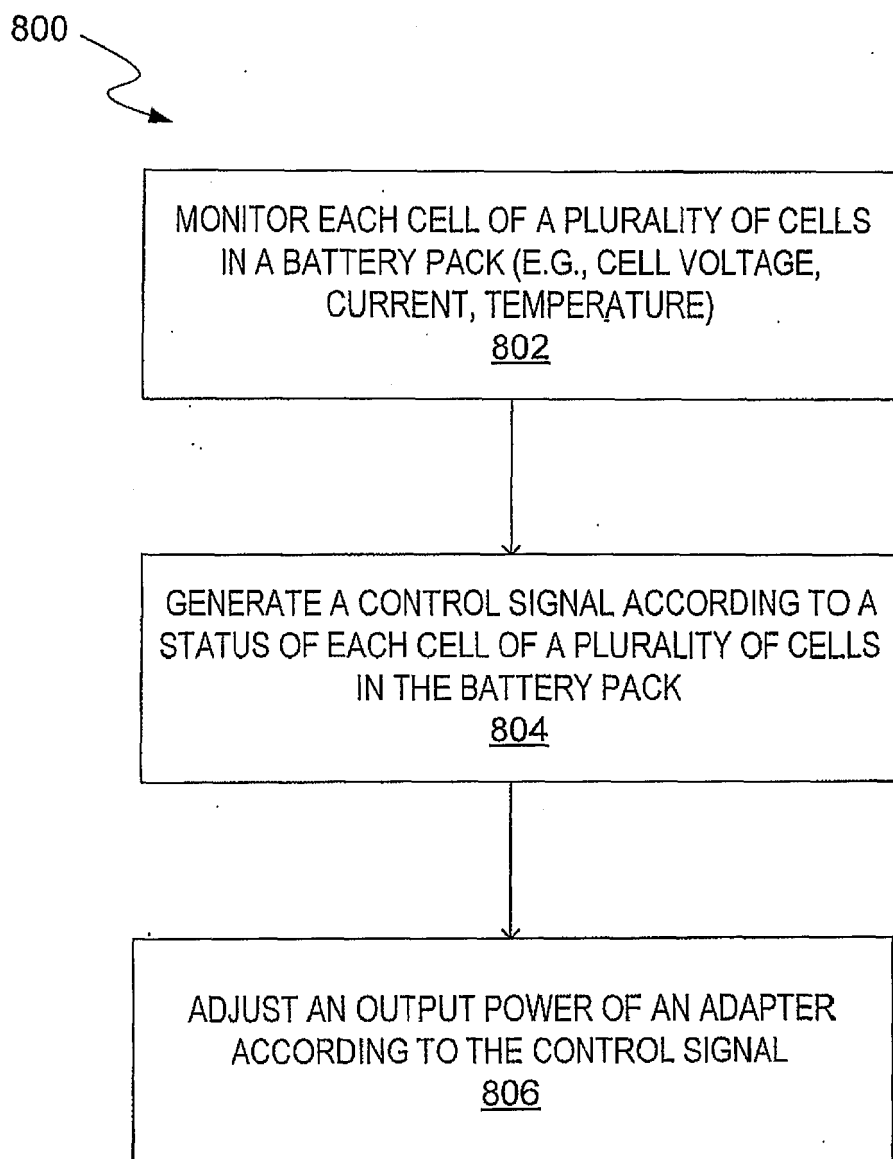 800
MONITOR EACH CELL OF A PLURALITY OF CELLS
IN A BATTERY PACK (E.G., CELL VOLTAGE,
CURRENT, TEMPERATURE)
802
GENERATE A CONTROL SIGNAL ACCORDING TO A
STATUS OF EACH CELL OF A PLURALITY OF CELLS
IN THE BATTERY PACK
804
ADJUST AN OUTPUT POWER OF AN ADAPTER
ACCORDING TO THE CONTROL SIGNAL
806